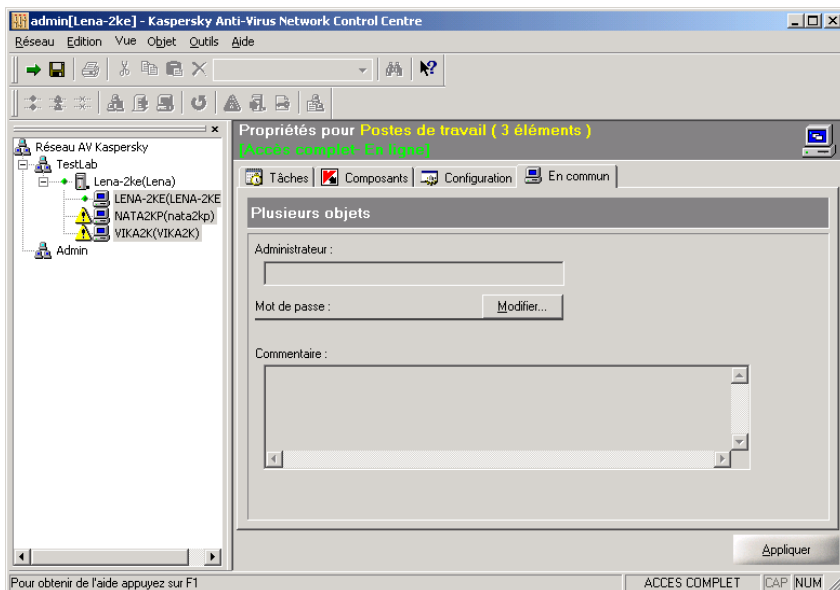 admin[Lena-2ke] - Kaspersky Anti-Virus Network Control Centre
Réseau Edition Vue Objet Outils Aide
Réseau AV Kaspersky
TestLab
Lena-2ke(Lena)
LENA-2KE(LENA-2KE
NATA2KP(nata2kp)
VIKA2K(VIKA2K)
Admin
Propriétés pour Postes de travail ( 3 éléments )
[Accès complet- En ligne]
Tâches Composants Configuration En commun
Plusieurs objets
Administrateur :
Mot de passe : Modifier...
Commentaire :
Appliquer
Pour obtenir de l'aide appuyez sur F1 ACCES COMPLET CAP NUM